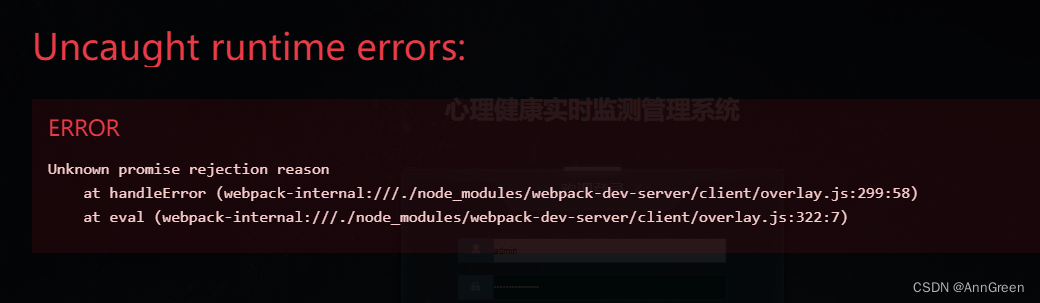 Uncaught runtime errors:
心理健康实时监测管理系统
ERROR
Unknown promise rejection reason
at handleError (webpack-internal:///./node_modules/webpack-dev-server/client/overlay.js:299:58)
at eval (webpack-internal:///./node_modules/webpack-dev-server/client/overlay.js:322:7)
admin
CSDN @AnnGreen